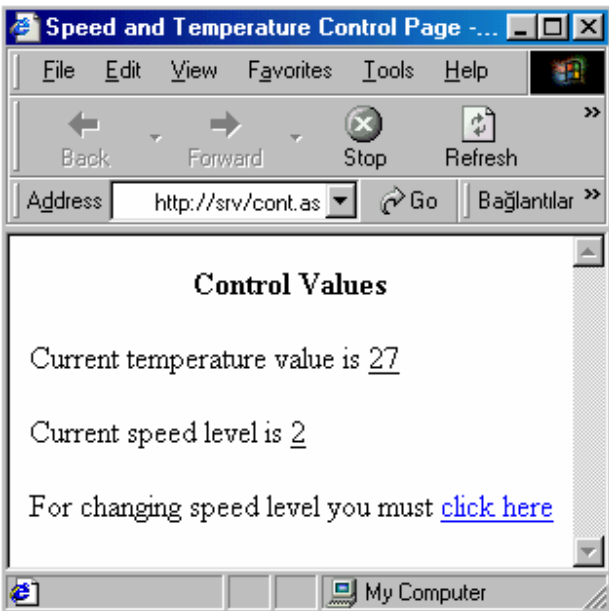 Speed and Temperature Control Page -...
File Edit View Favorites Tools Help
Back Forward Stop Refresh »
Address http://srv/cont.as Go Bağlantılar »
Control Values
Current temperature value is 27
Current speed level is 2
For changing speed level you must click here
My Computer